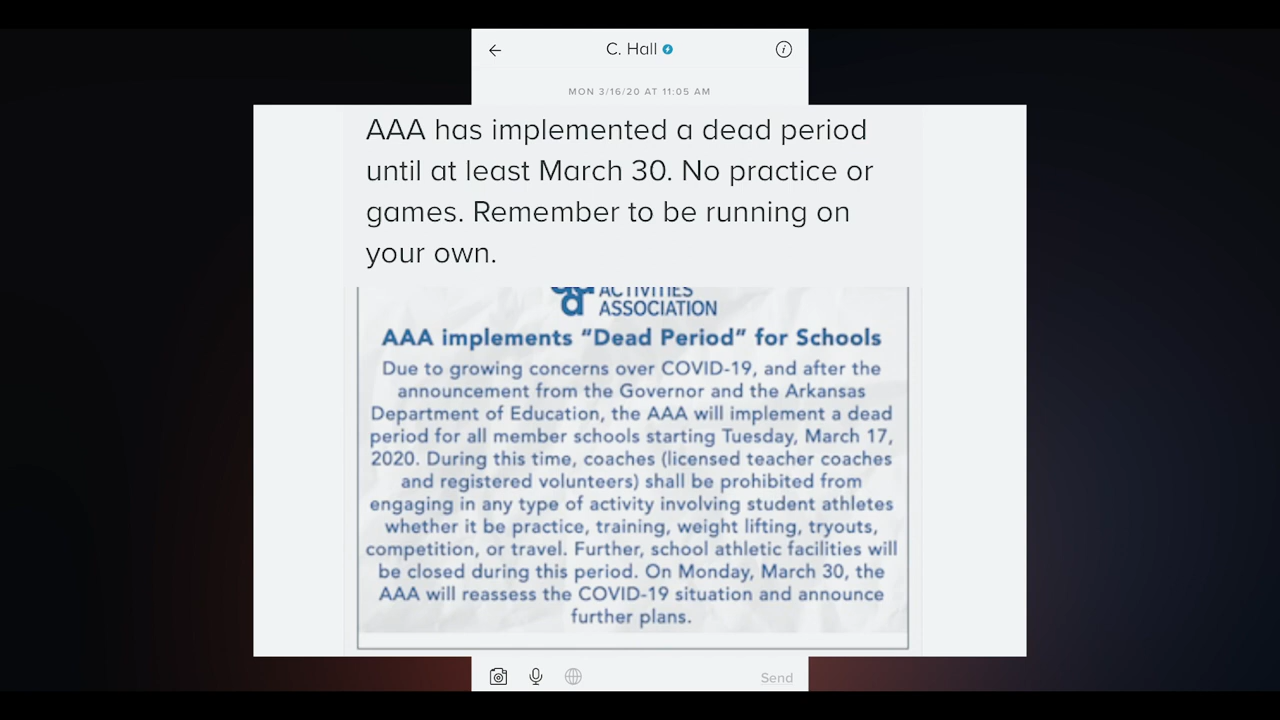 C. Hall
MON 3/16/20 AT 11:05 AM
AAA has implemented a dead period
until at least March 30. No practice or
games. Remember to be running on
your own.
ACTIVITIES
ASSOCIATION
AAA implements “Dead Period” for Schools
Due to growing concerns over COVID-19, and after the
announcement from the Governor and the Arkansas
Department of Education, the AAA will implement a dead
period for all member schools starting Tuesday, March 17,
2020. During this time, coaches (licensed teacher coaches
and registered volunteers) shall be prohibited from
engaging in any type of activity involving student athletes
whether it be practice, training, weight lifting, tryouts,
competition, or travel. Further, school athletic facilities will
be closed during this period. On Monday, March 30, the
AAA will reassess the COVID-19 situation and announce
further plans.
Send